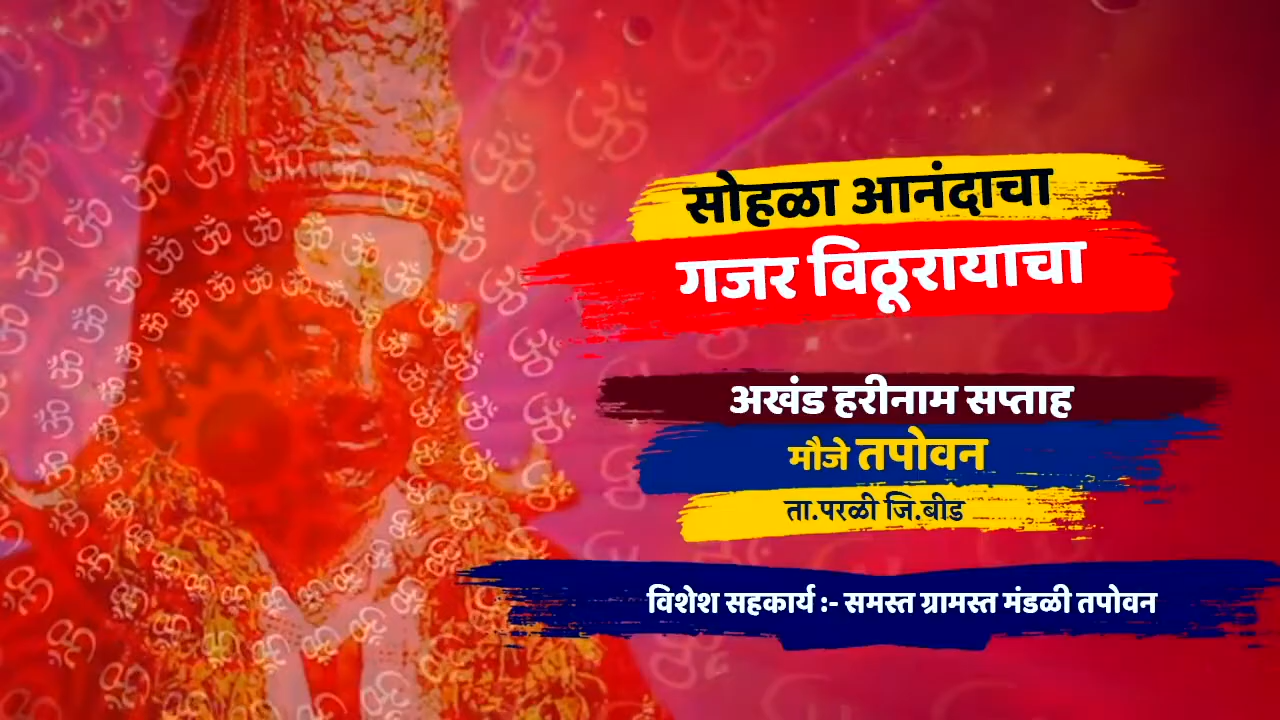 सोहळा आनंदाचा
गजर विठूरायाचा
अखंड हरीनाम सप्ताह
मौजे तपोवन
ता.परळी जि.बीड
विशेश सहकार्य :- समस्त ग्रामस्त मंडळी तपोवन